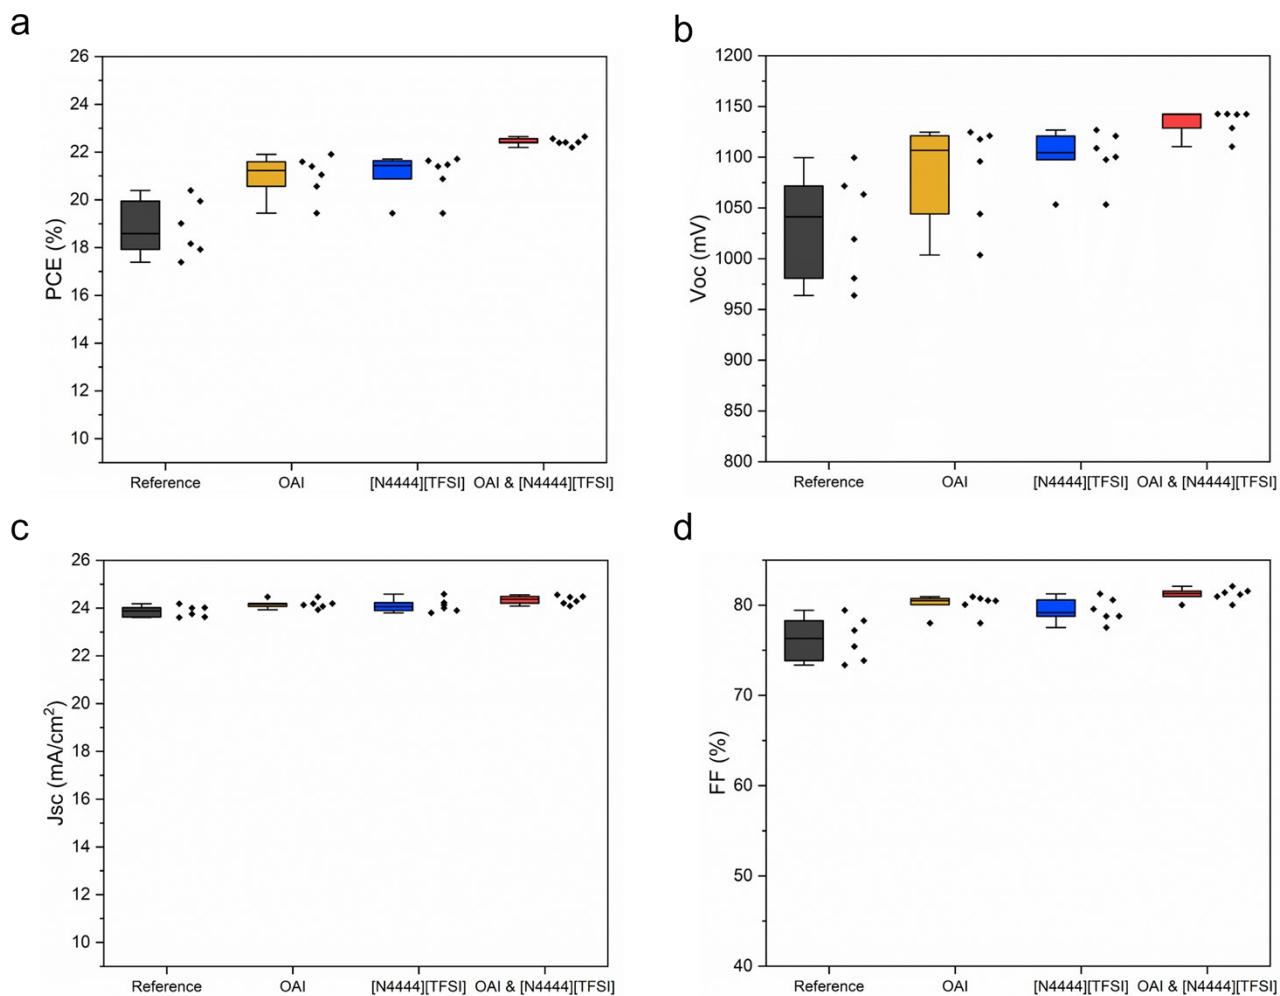 a
26
24
22
20
18
16
14
12
10
PCE (%)
Reference
OAI
[N4444][TFSI]
OAI & [N4444][TFSI]
b
1200
1150
1100
1050
1000
950
900
850
800
Voc (mV)
Reference
OAI
[N4444][TFSI]
OAI & [N4444][TFSI]
c
26
24
22
20
18
16
14
12
10
Jsc (mA/cm²)
Reference
OAI
[N4444][TFSI]
OAI & [N4444][TFSI]
d
80
70
60
50
40
FF (%)
Reference
OAI
[N4444][TFSI]
OAI & [N4444][TFSI]